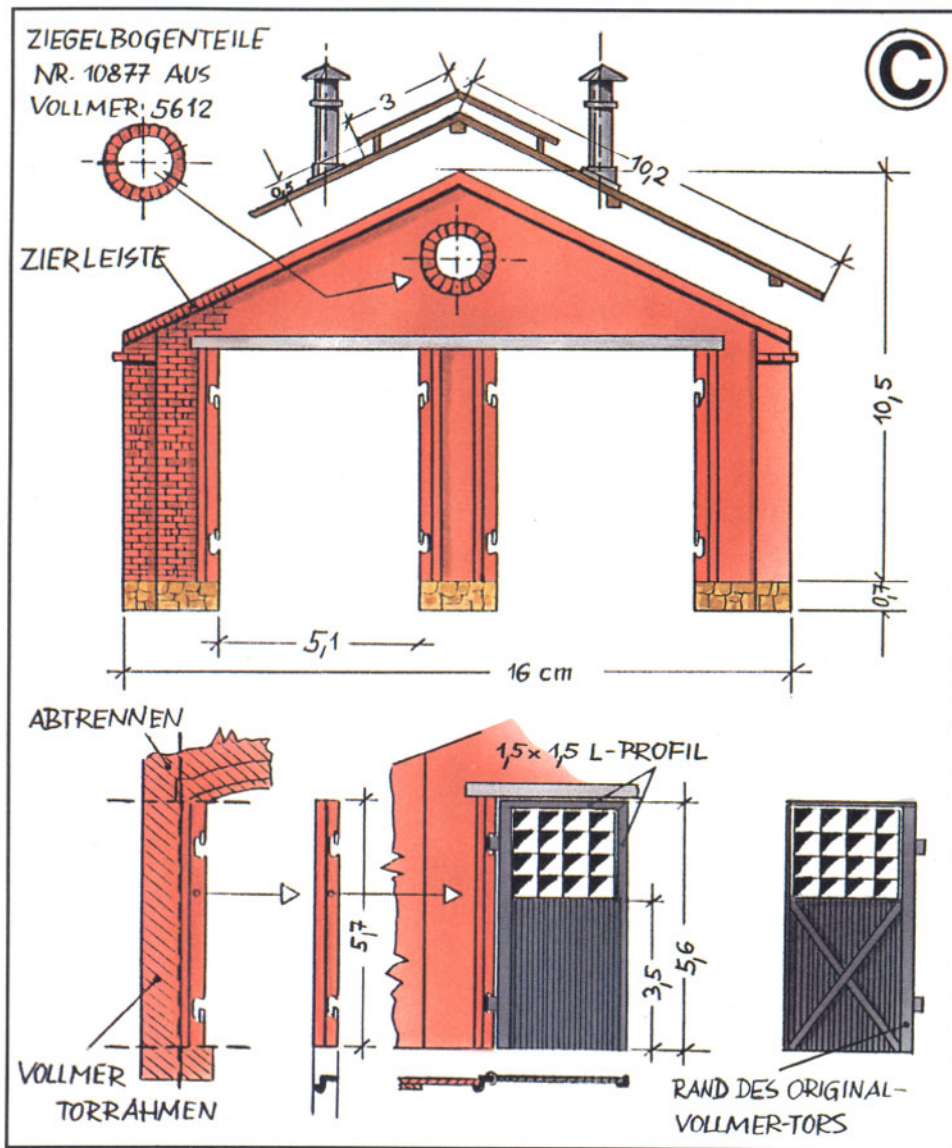 ZIEGELBOGENTEILE
NR. 10877 AUS
VOLLMER 5612
C
3
0,5
10,2
ZIERLEISTE
10,5
0,7
5,1
16 cm
ABTRENNEN
1,5 x 1,5 L-PROFIL
5,7
3,5
5,6
VOLLMER
TORRAHMEN
RAND DES ORIGINAL-
VOLLMER-TORS